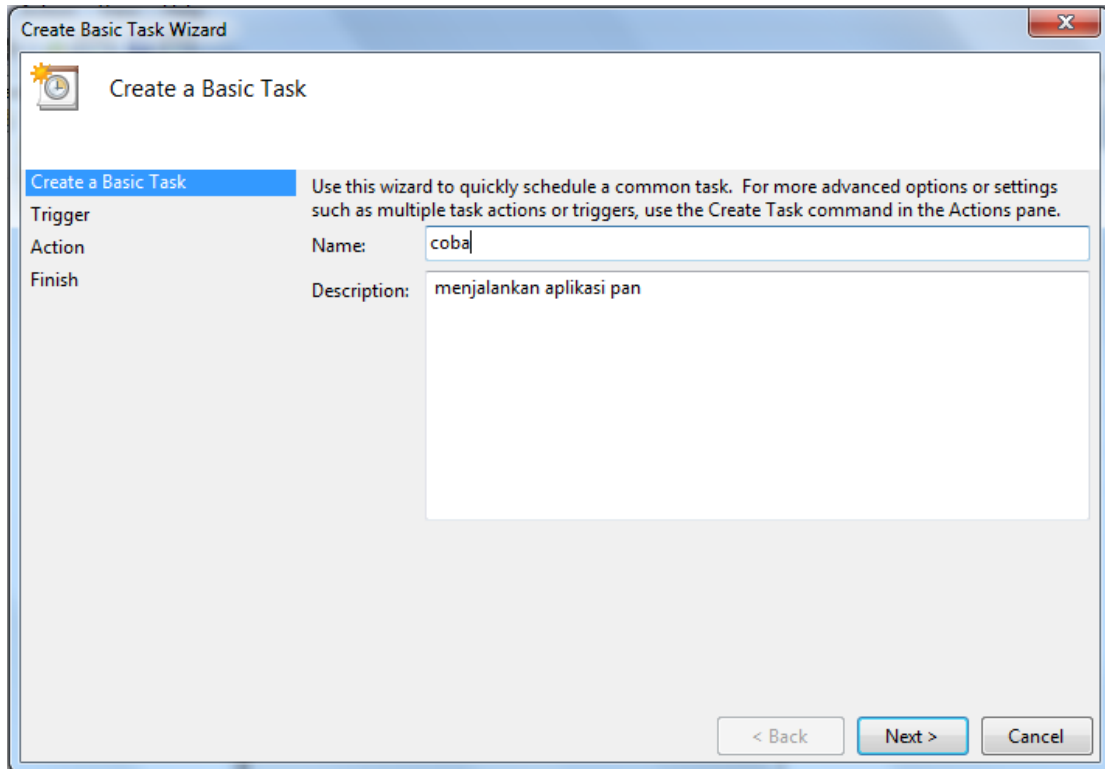 Create Basic Task Wizard
Create a Basic Task
Create a Basic Task
Trigger
Action
Finish
Use this wizard to quickly schedule a common task. For more advanced options or settings
such as multiple task actions or triggers, use the Create Task command in the Actions pane.
Name: coba
Description: menjalankan aplikasi pan
< Back Next > Cancel